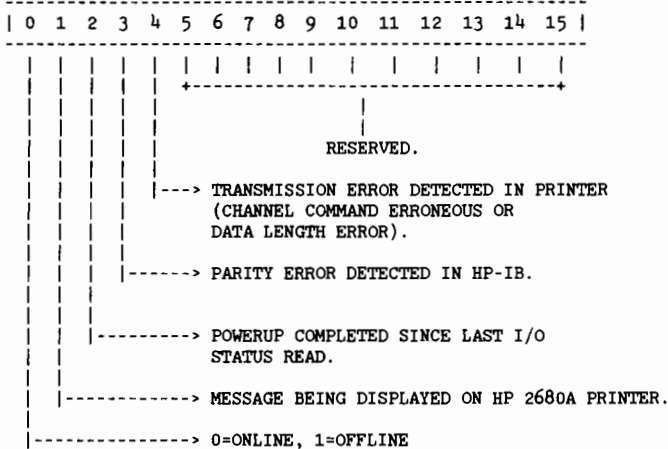 | 0 1 2 3 4 5 6 7 8 9 10 11 12 13 14 15 |
RESERVED.
TRANSMISSION ERROR DETECTED IN PRINTER
(CHANNEL COMMAND ERRONEOUS OR
DATA LENGTH ERROR).
PARITY ERROR DETECTED IN HP-IB.
POWERUP COMPLETED SINCE LAST I/O
STATUS READ.
MESSAGE BEING DISPLAYED ON HP 2680A PRINTER.
0=ONLINE, 1=OFFLINE